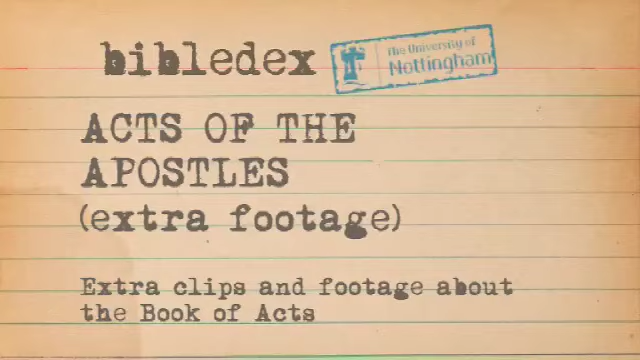 bibledex
The University of
Nottingham
ACTS OF THE
APOSTLES
(extra footage)
Extra clips and footage about
the Book of Acts